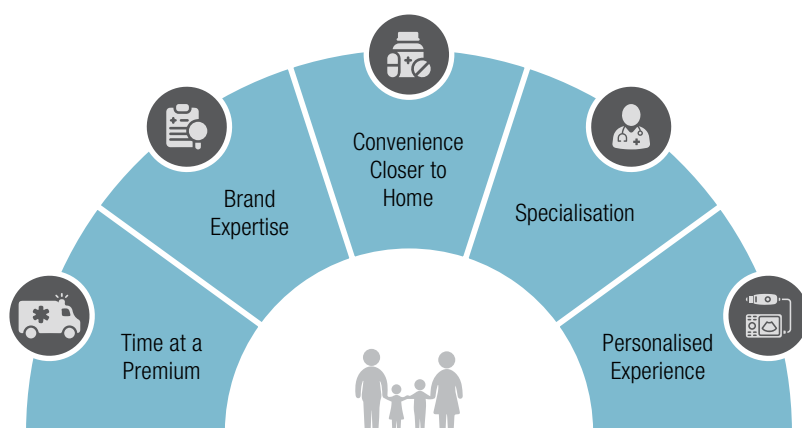 Time at a
Premium
Brand
Expertise
Convenience
Closer to
Home
Specialisation
Personalised
Experience